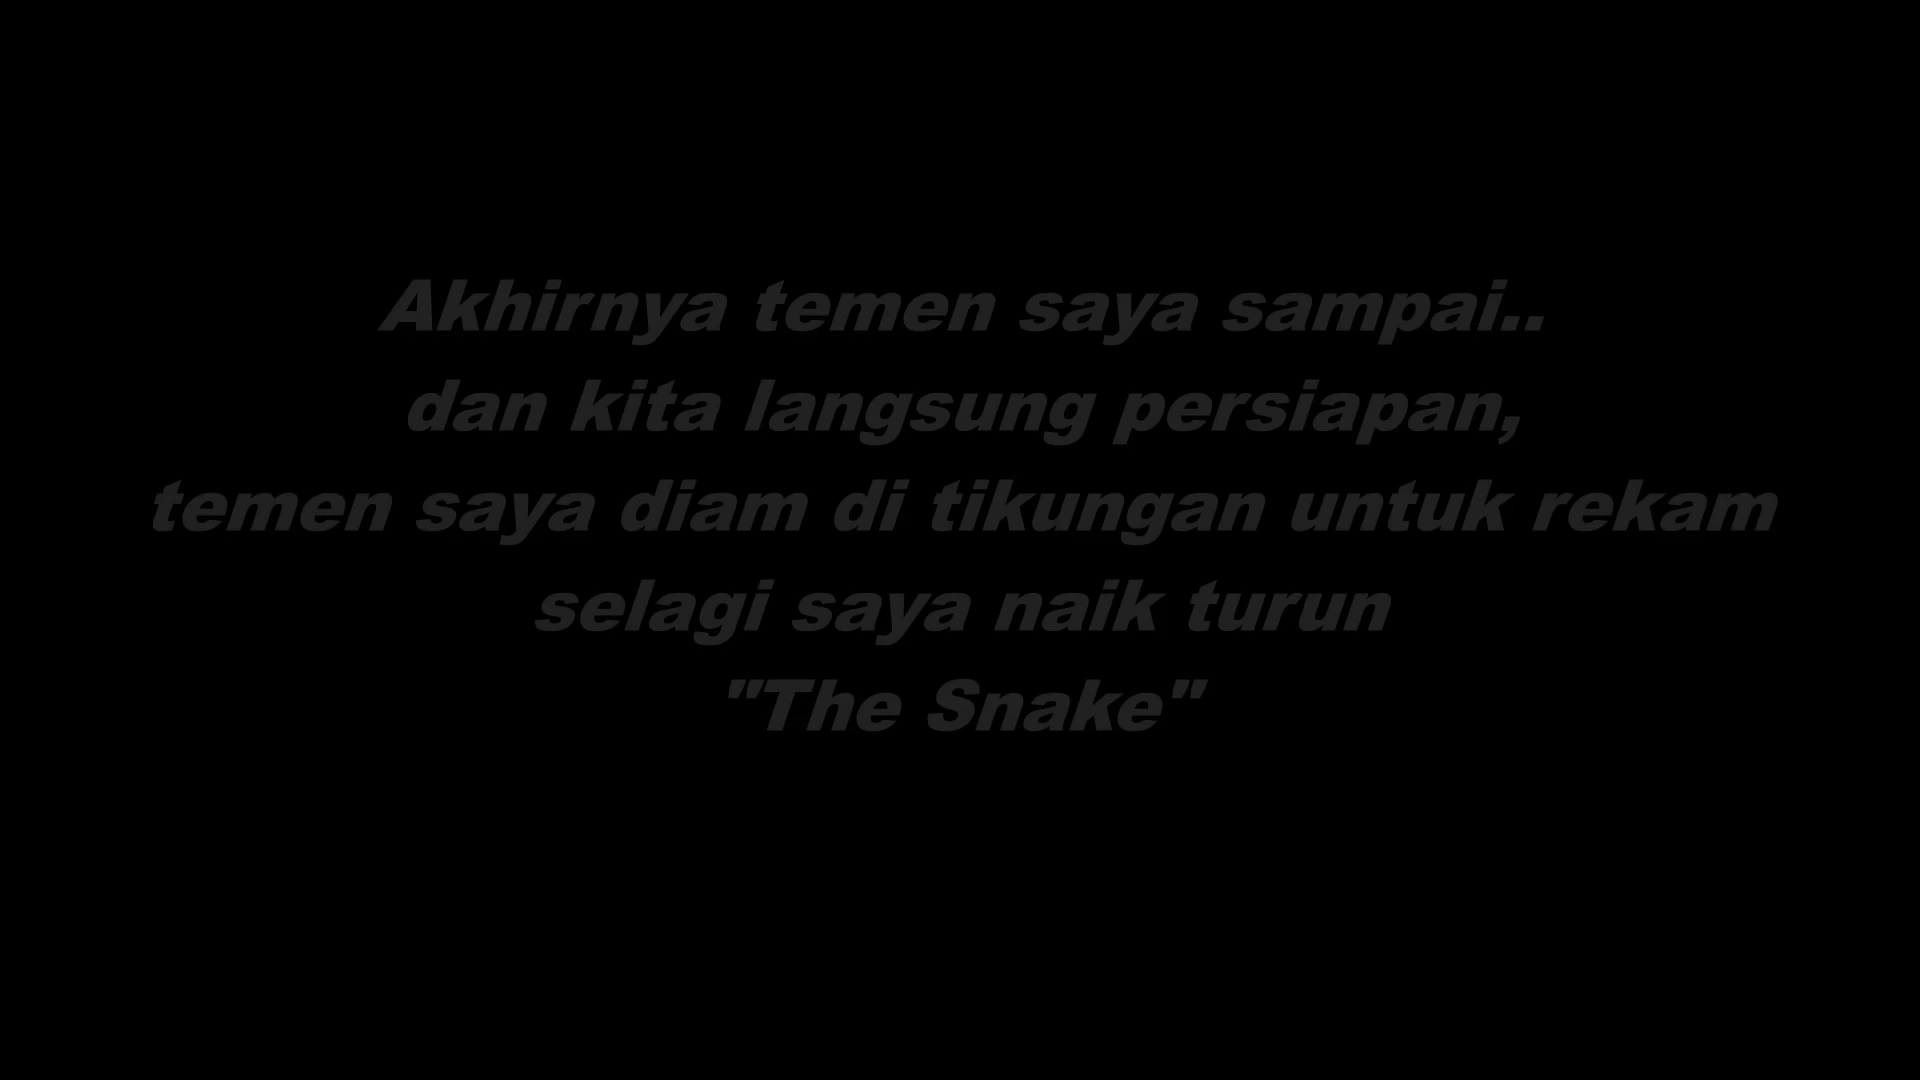 Akhirnya temen saya sampai..
dan kita langsung persiapan,
temen saya diam di tikungan untuk rekam
selagi saya naik turun
"The Snake"